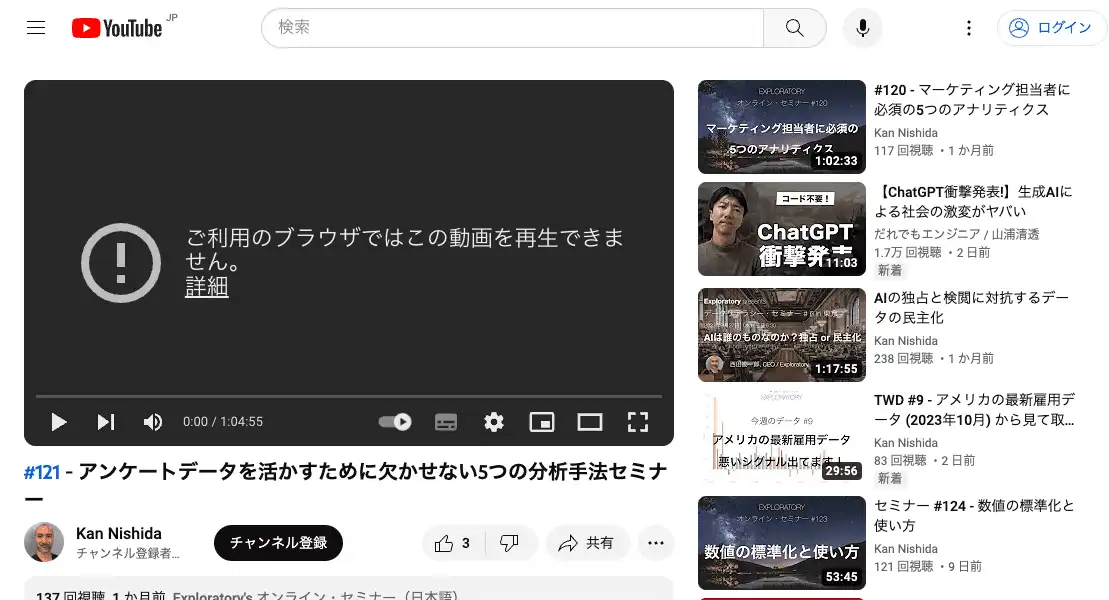 YouTube JP
検索
ログイン
ご利用のブラウザではこの動画を再生できま
せん。
詳細
0:00 / 1:04:55
#121 - アンケートデータを活かすために欠かせない5つの分析手法セミナ
ー
Kan Nishida
チャンネル登録者...
チャンネル登録
3
共有
137 回視聴 1 か月前 Exploratory's オンライン・セミナー（日本語）
EXPLORATORY
オンライン・セミナー #120
マーケティング担当者に必須の
5つのアナリティクス
1:02:33
#120 - マーケティング担当者に
必須の5つのアナリティクス
Kan Nishida
117 回視聴 ・1 か月前
コード不要！
ChatGPT
衝撃発表
11:03
【ChatGPT衝撃発表!】生成AIに
よる社会の激変がヤバい
だれでもエンジニア / 山浦清透
1.7万 回視聴 ・2 日前
新着
Exploratory presents
AIは誰のものなのか？独占 or 民主化
1:17:55
AIの独占と検閲に対抗するデー
タの民主化
Kan Nishida
238 回視聴 ・1 か月前
EXPLORATORY
今週のデータ #9
アメリカの最新雇用データ
悪いシグナル出てます！
29:56
TWD #9 - アメリカの最新雇用デ
ータ (2023年10月) から見て取...
Kan Nishida
83 回視聴 ・2 日前
新着
EXPLORATORY
オンライン・セミナー #123
数値の標準化と使い方
53:45
セミナー #124 - 数値の標準化と
使い方
Kan Nishida
121 回視聴 ・9 日前